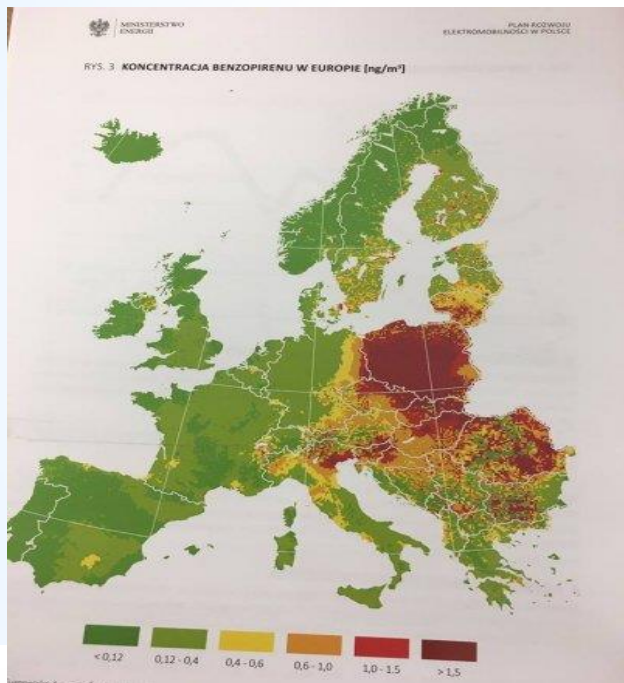 MINISTERSTWO
ENERGII
PLAN ROZWOJU
ELEKTROMOBILNOŚCI W POLSCE
RYS. 3 KONCENTRACJA BENZOPIRENU W EUROPIE [ng/m³]
< 0,12
0,12 - 0,4
0,4 - 0,6
0,6 - 1,0
1,0 - 1.5
> 1,5